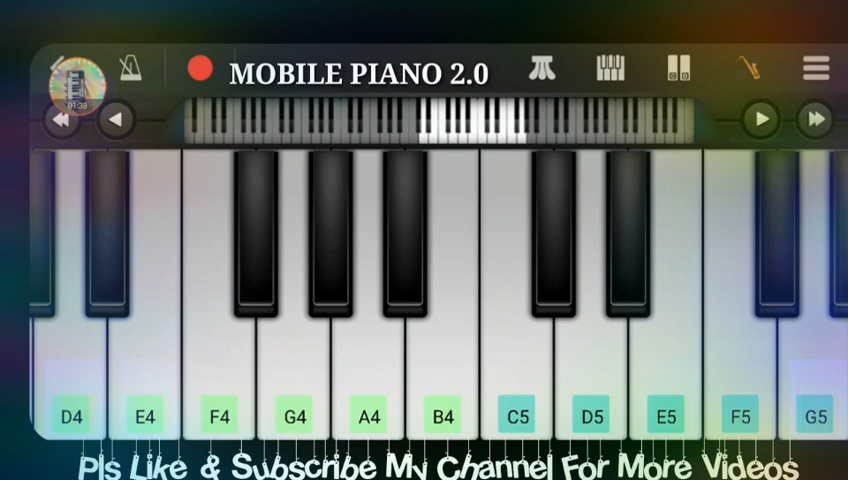 MOBILE PIANO 2.0
01:38
D4 E4 F4 G4 A4 B4 C5 D5 E5 F5 G5
Pls Like & Subscribe My Channel For More Videos